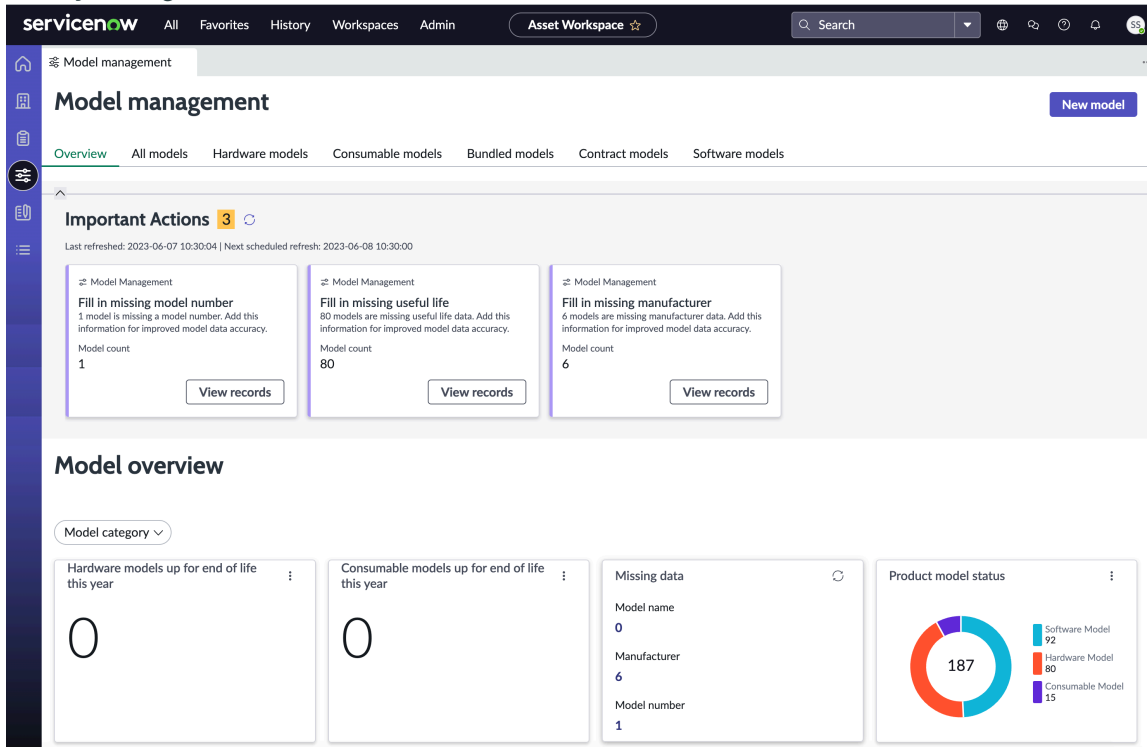 servicenow All Favorites History Workspaces Admin Asset Workspace ☆ Search SS
Model management
Model management New model
Overview All models Hardware models Consumable models Bundled models Contract models Software models
Important Actions 3
Last refreshed: 2023-06-07 10:30:04 | Next scheduled refresh: 2023-06-08 10:30:00
Model Management
Fill in missing model number
1 model is missing a model number. Add this
information for improved model data accuracy.
Model count
1
View records
Model Management
Fill in missing useful life
80 models are missing useful life data. Add this
information for improved model data accuracy.
Model count
80
View records
Model Management
Fill in missing manufacturer
6 models are missing manufacturer data. Add this
information for improved model data accuracy.
Model count
6
View records
Model overview
Model category
Hardware models up for end of life
this year
0
Consumable models up for end of life
this year
0
Missing data
Model name
0
Manufacturer
6
Model number
1
Product model status
187
Software Model
92
Hardware Model
80
Consumable Model
15